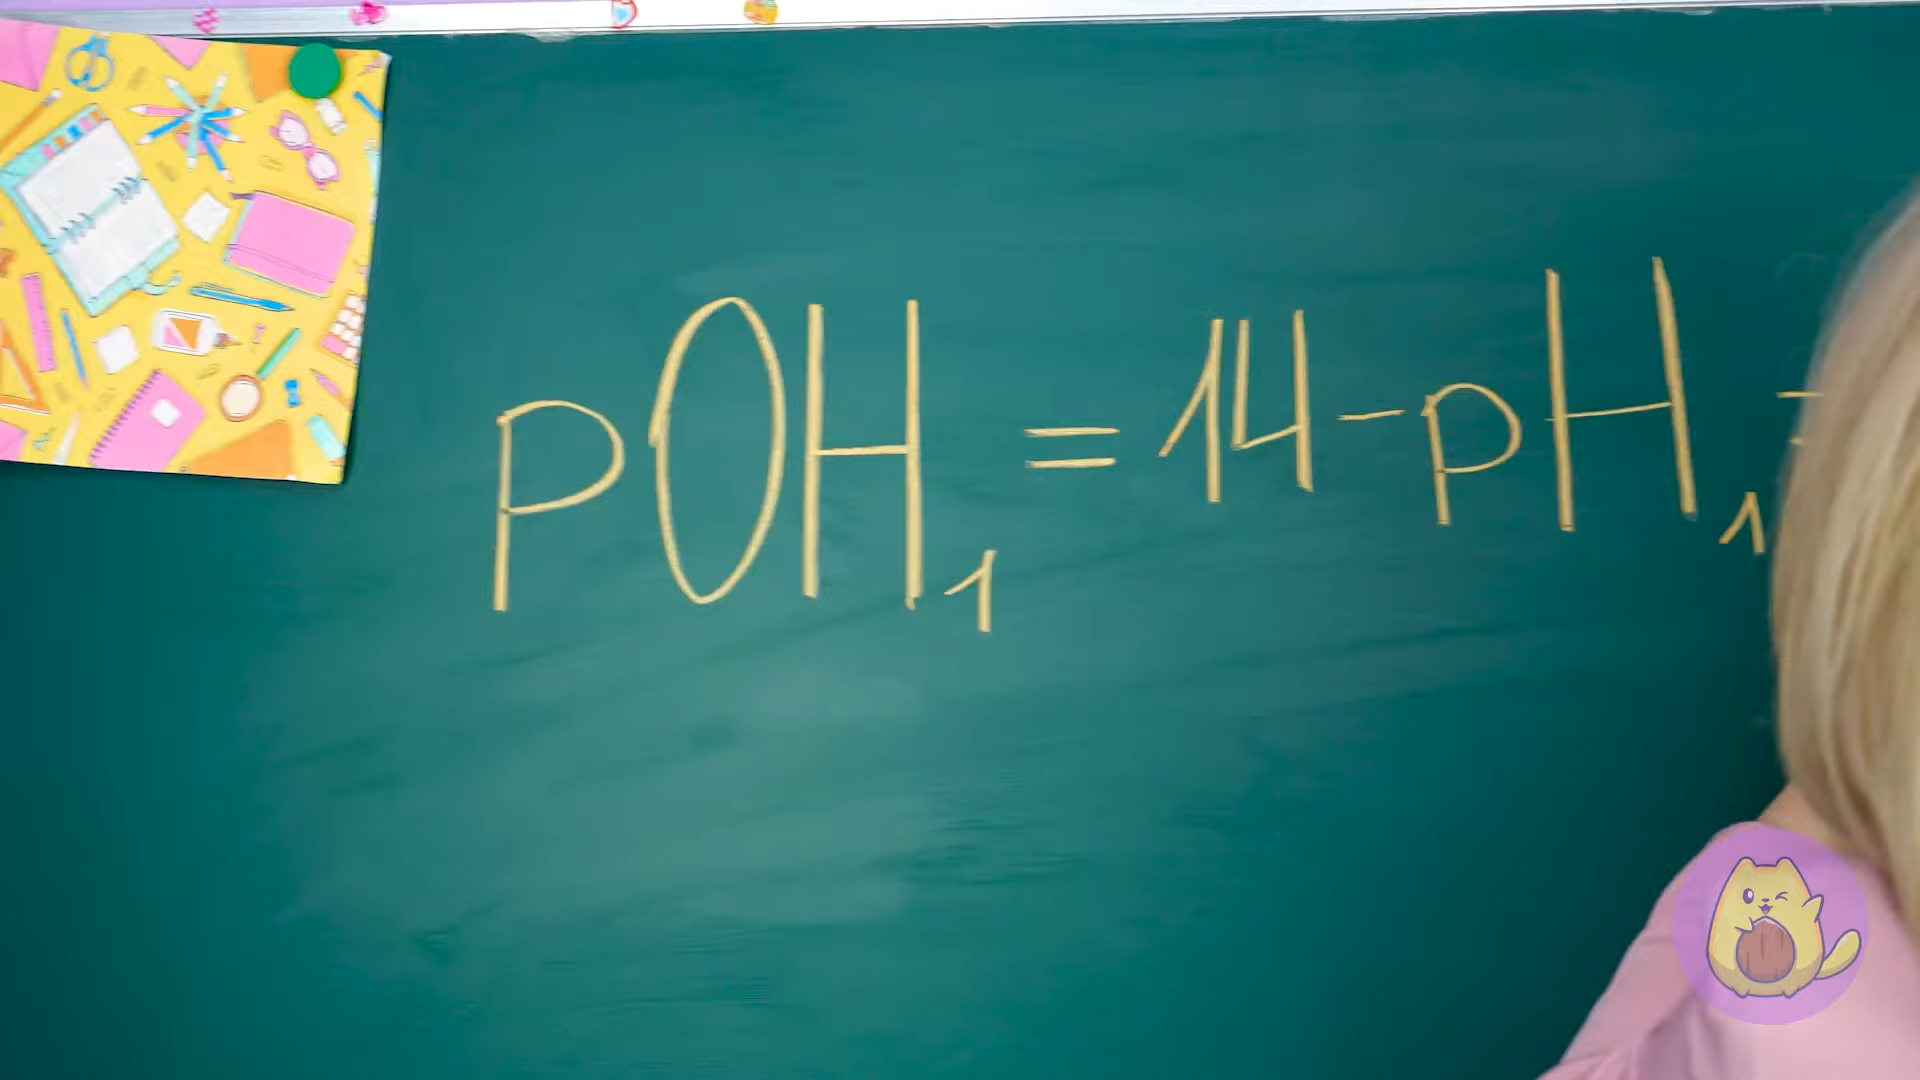 pOH₁ = 14 - pH₁ =